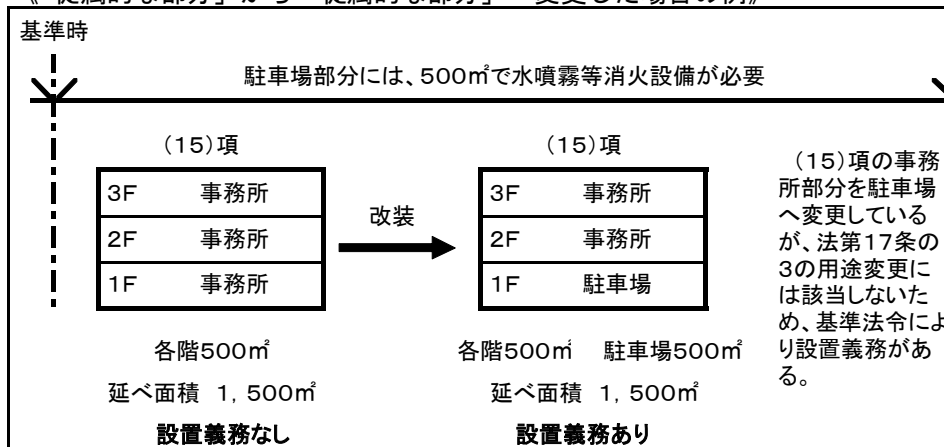 基準時
駐車場部分には、500㎡で水噴霧等消火設備が必要
(15)項
3F 事務所
2F 事務所
1F 事務所
各階500㎡
延べ面積 1,500㎡
設置義務なし
改装
(15)項
3F 事務所
2F 事務所
1F 駐車場
各階500㎡ 駐車場500㎡
延べ面積 1,500㎡
設置義務あり
(15)項の事務
所部分を駐車場
へ変更している
が、法第17条の
3の用途変更に
は該当しないた
め、基準法令によ
り設置義務があ
る。